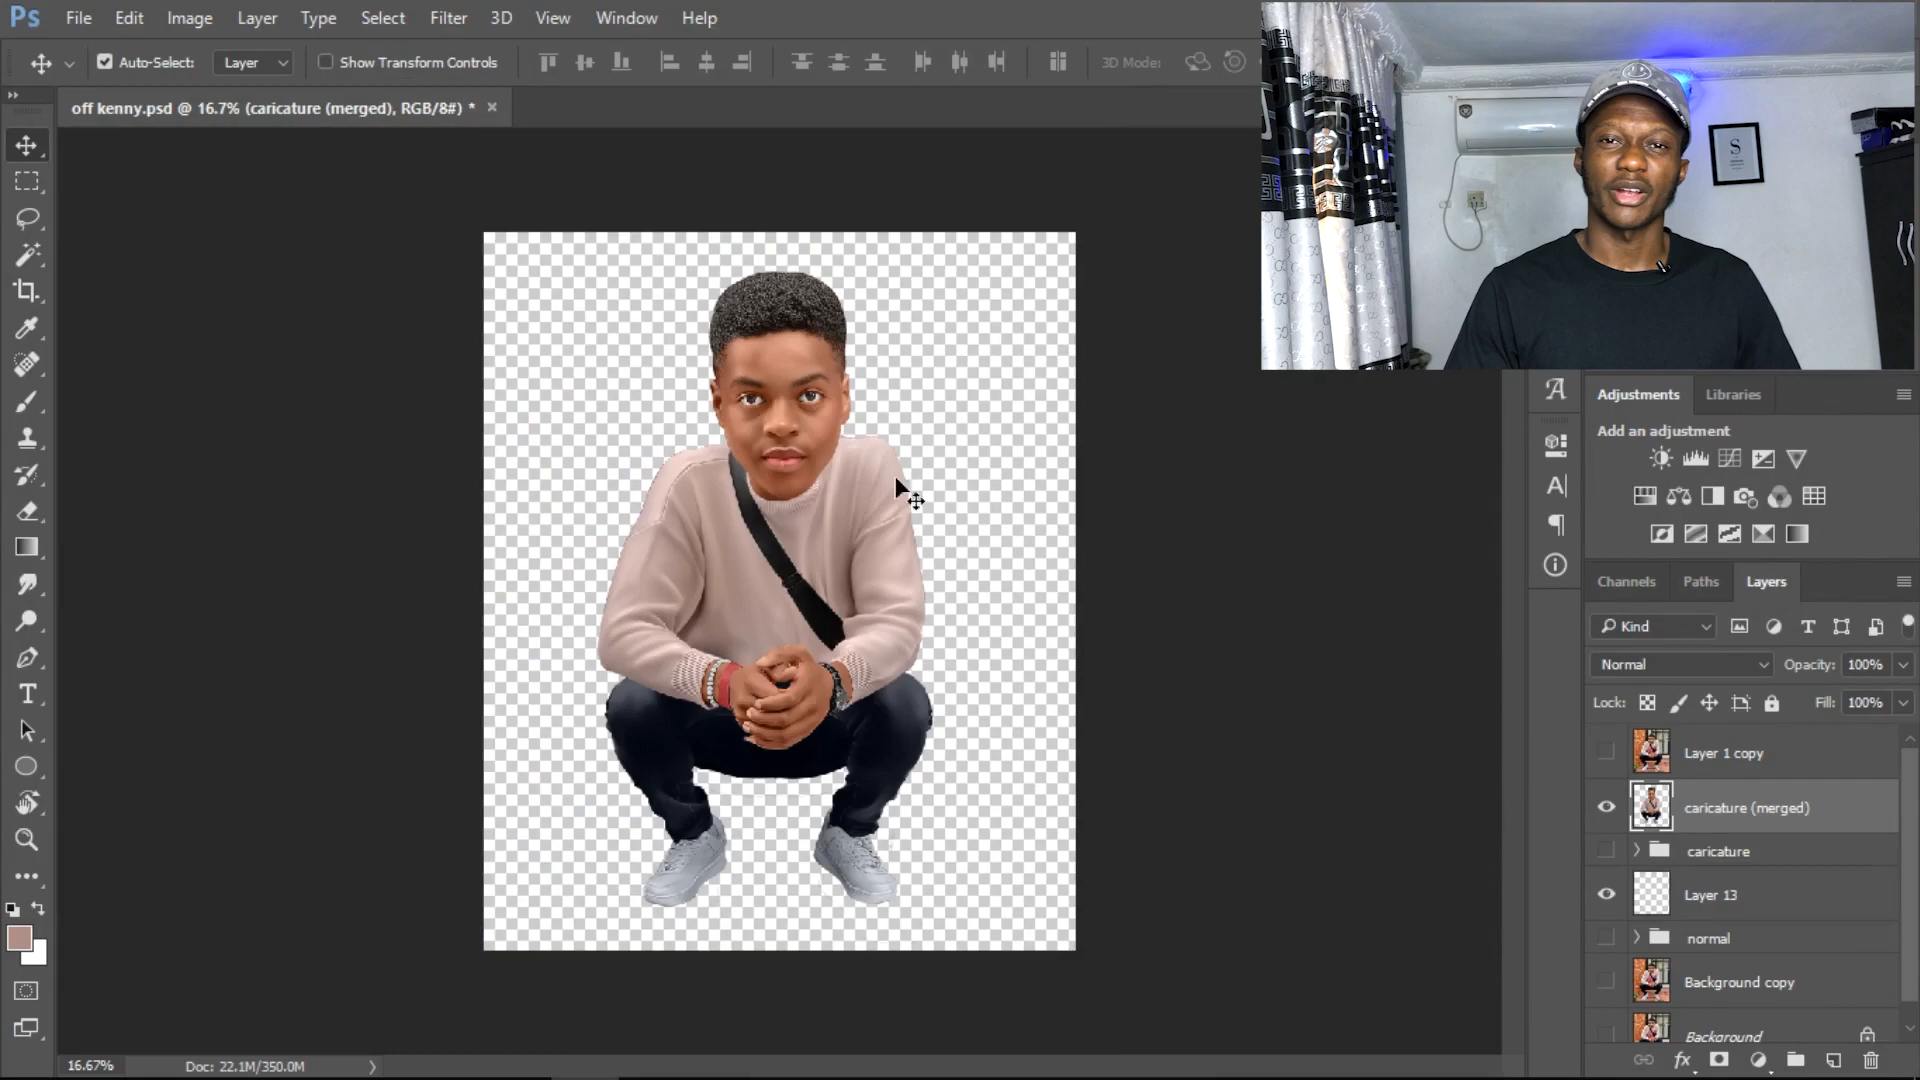 Ps File Edit Image Layer Type Select Filter 3D View Window Help
Auto-Select: Layer Show Transform Controls 3D Mode:
off kenny.psd @ 16.7% (caricature (merged), RGB/8#) *
S
Adjustments Libraries
Add an adjustment
Channels Paths Layers
Kind
Normal Opacity: 100%
Lock: Fill: 100%
Layer 1 copy
caricature (merged)
caricature
Layer 13
normal
Background copy
Background
16.67% Doc: 22.1M/350.0M